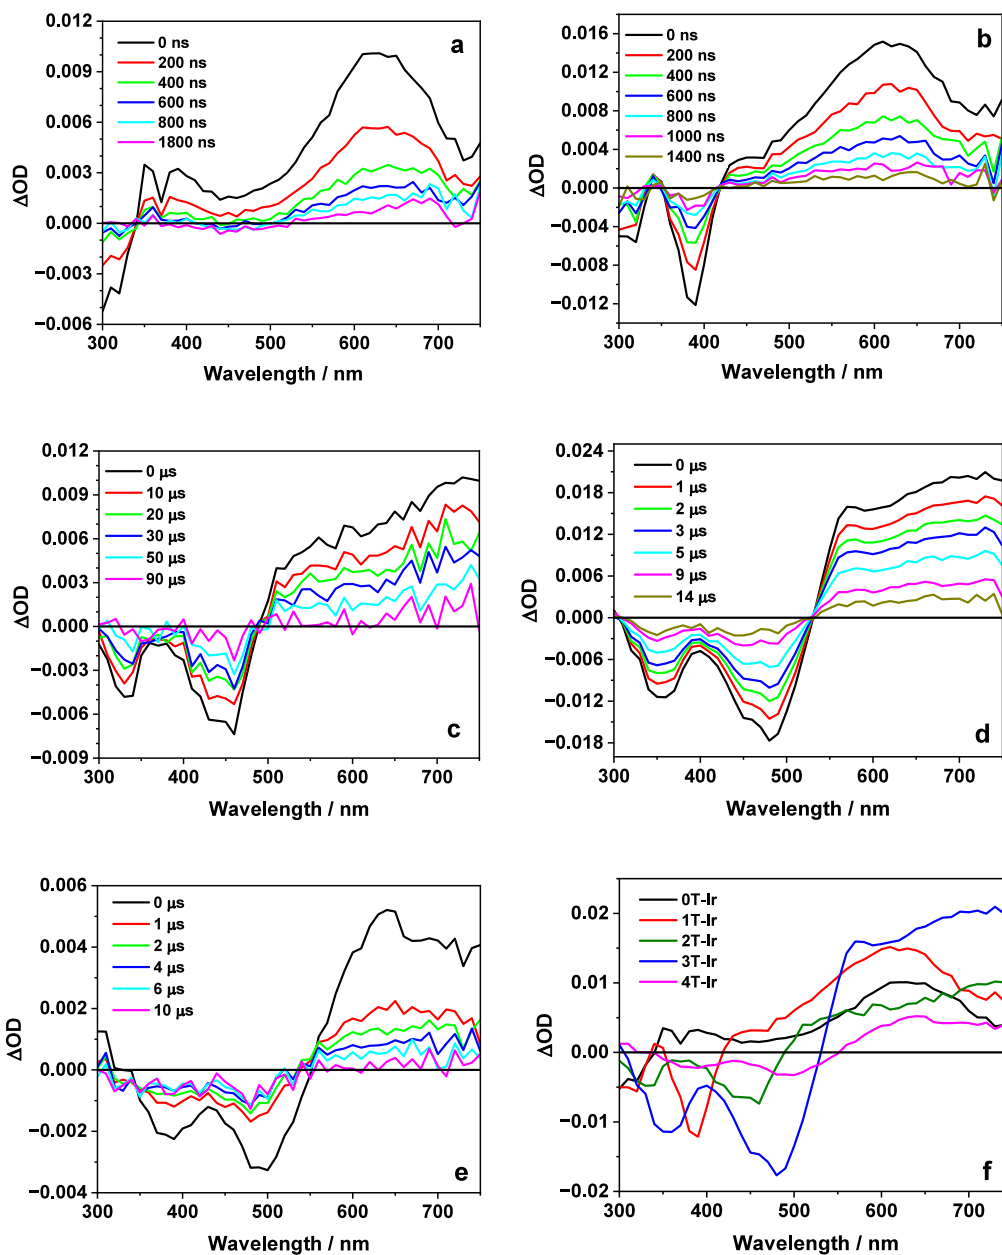 a
0.012
0.009
0.006
0.003
0.000
−0.003
−0.006
ΔOD
0 ns
200 ns
400 ns
600 ns
800 ns
1800 ns
300 400 500 600 700
Wavelength / nm
b
0.016
0.012
0.008
0.004
0.000
−0.004
−0.008
−0.012
ΔOD
0 ns
200 ns
400 ns
600 ns
800 ns
1000 ns
1400 ns
300 400 500 600 700
Wavelength / nm
c
0.012
0.009
0.006
0.003
0.000
−0.003
−0.006
−0.009
ΔOD
0 μs
10 μs
20 μs
30 μs
50 μs
90 μs
300 400 500 600 700
Wavelength / nm
d
0.024
0.018
0.012
0.006
0.000
−0.006
−0.012
−0.018
ΔOD
0 μs
1 μs
2 μs
3 μs
5 μs
9 μs
14 μs
300 400 500 600 700
Wavelength / nm
e
0.006
0.004
0.002
0.000
−0.002
−0.004
ΔOD
0 μs
1 μs
2 μs
4 μs
6 μs
10 μs
300 400 500 600 700
Wavelength / nm
f
0.02
0.01
0.00
−0.01
−0.02
ΔOD
0T-Ir
1T-Ir
2T-Ir
3T-Ir
4T-Ir
300 400 500 600 700
Wavelength / nm